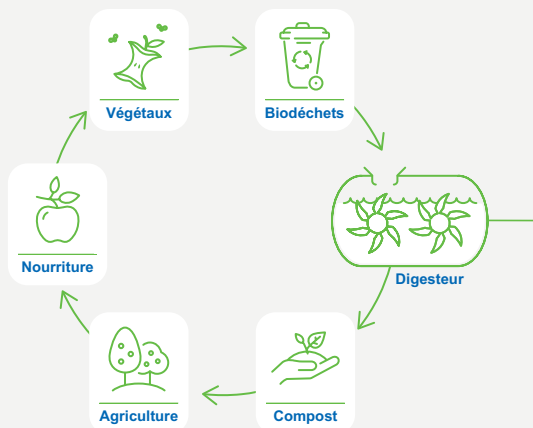 Végétaux
Biodéchets
Nourriture
Digesteur
Agriculture
Compost